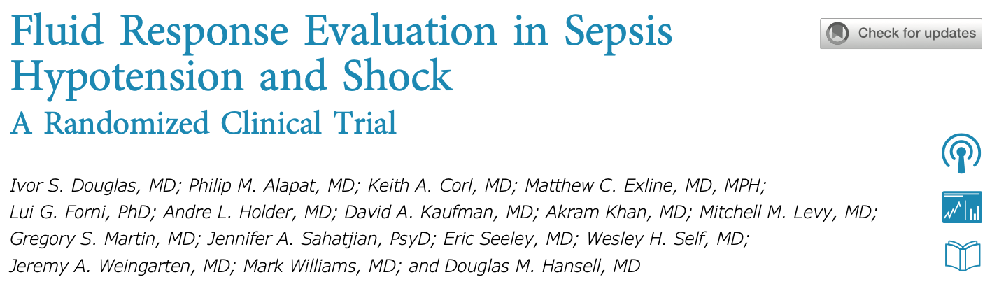 Fluid Response Evaluation in Sepsis
Hypotension and Shock
A Randomized Clinical Trial
Check for updates
Ivor S. Douglas, MD; Philip M. Alapat, MD; Keith A. Corl, MD; Matthew C. Exline, MD, MPH;
Lui G. Forni, PhD; Andre L. Holder, MD; David A. Kaufman, MD; Akram Khan, MD; Mitchell M. Levy, MD;
Gregory S. Martin, MD; Jennifer A. Sahatjian, PsyD; Eric Seeley, MD; Wesley H. Self, MD;
Jeremy A. Weingarten, MD; Mark Williams, MD; and Douglas M. Hansell, MD